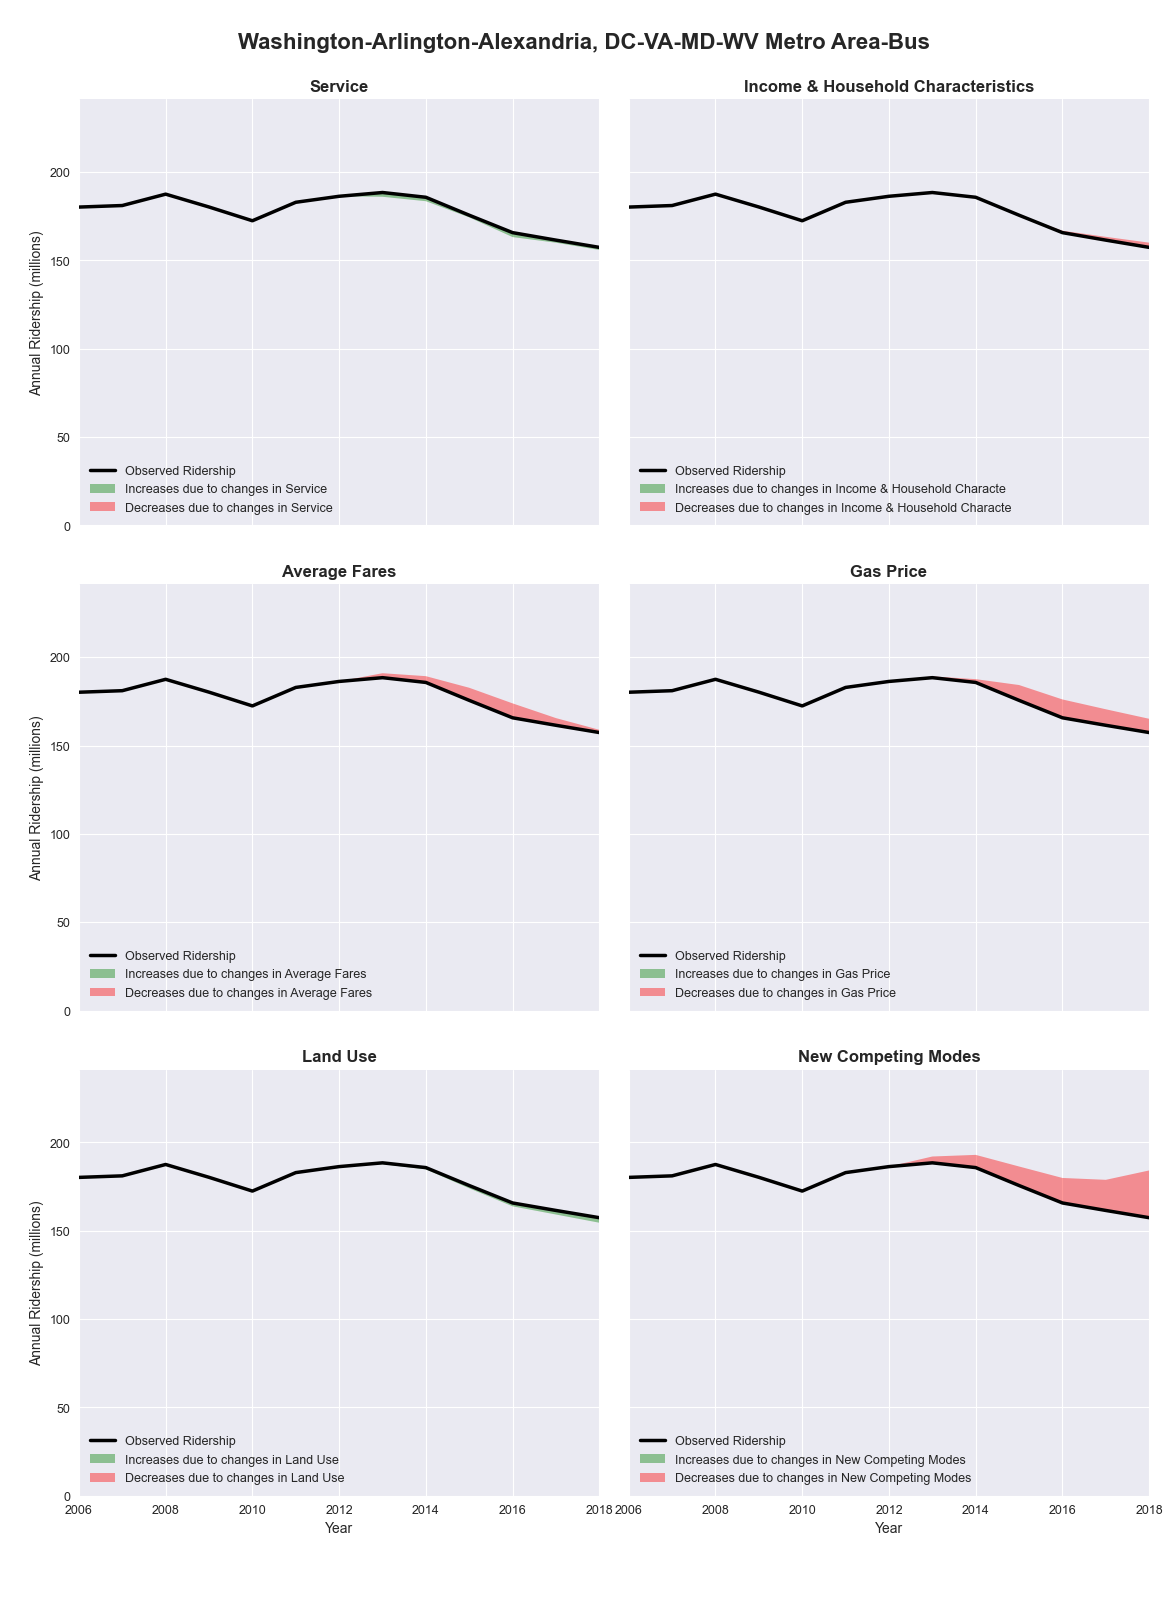 Washington-Arlington-Alexandria, DC-VA-MD-WV Metro Area-Bus
Service
Income & Household Characteristics
200
150
100
50
0
Annual Ridership (millions)
Observed Ridership
Increases due to changes in Service
Decreases due to changes in Service
Observed Ridership
Increases due to changes in Income & Household Characte
Decreases due to changes in Income & Household Characte
Average Fares
Gas Price
200
150
100
50
0
Annual Ridership (millions)
Observed Ridership
Increases due to changes in Average Fares
Decreases due to changes in Average Fares
Observed Ridership
Increases due to changes in Gas Price
Decreases due to changes in Gas Price
Land Use
New Competing Modes
200
150
100
50
0
Annual Ridership (millions)
Observed Ridership
Increases due to changes in Land Use
Decreases due to changes in Land Use
Observed Ridership
Increases due to changes in New Competing Modes
Decreases due to changes in New Competing Modes
2006 2008 2010 2012 2014 2016 2018
2006 2008 2010 2012 2014 2016 2018
Year
Year